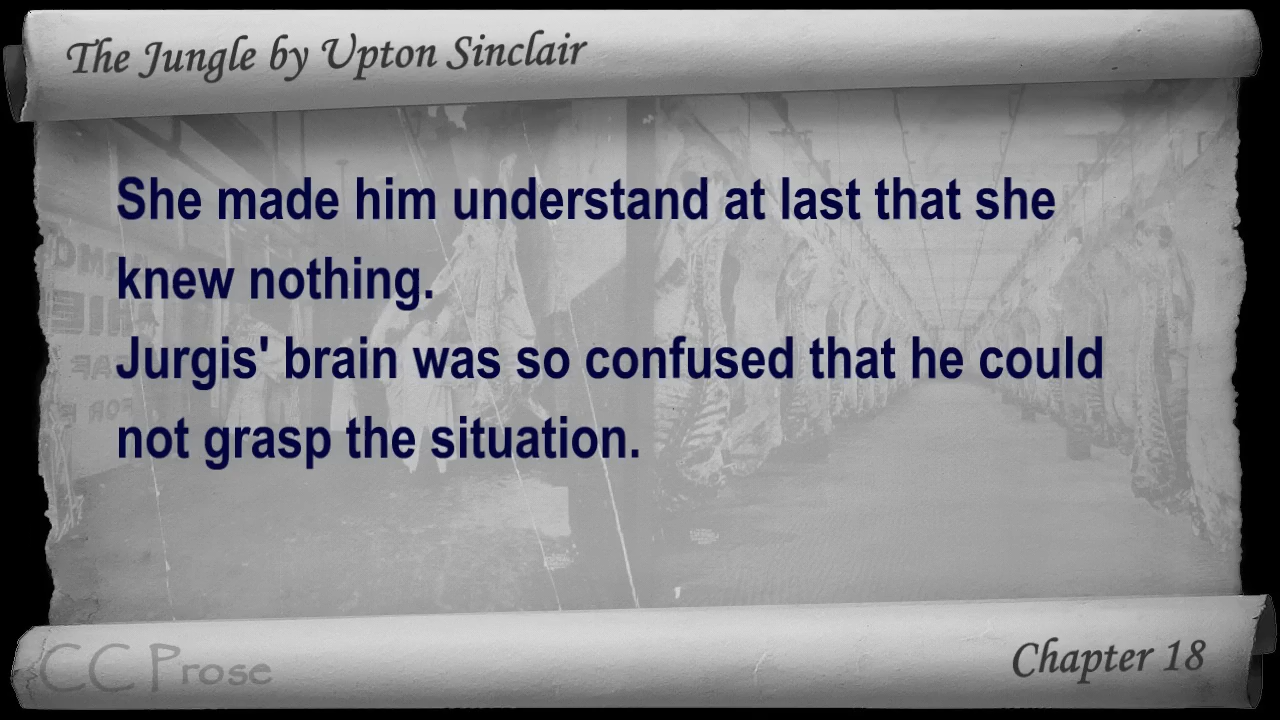 The Jungle by Upton Sinclair
She made him understand at last that she
knew nothing.
Jurgis' brain was so confused that he could
not grasp the situation.
CC Prose
Chapter 18